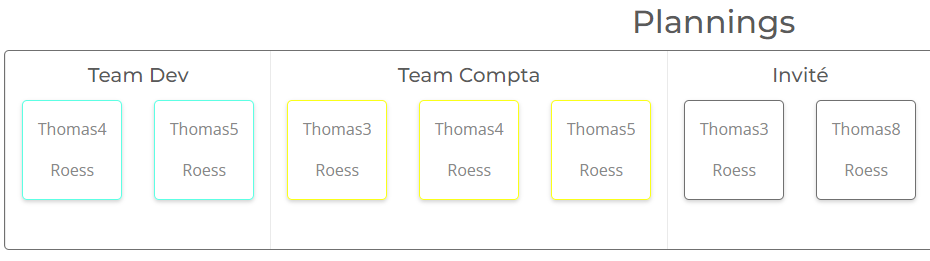 Plannings
Team Dev
Team Compta
Invité
Thomas4
Roess
Thomas5
Roess
Thomas3
Roess
Thomas4
Roess
Thomas5
Roess
Thomas3
Roess
Thomas8
Roess